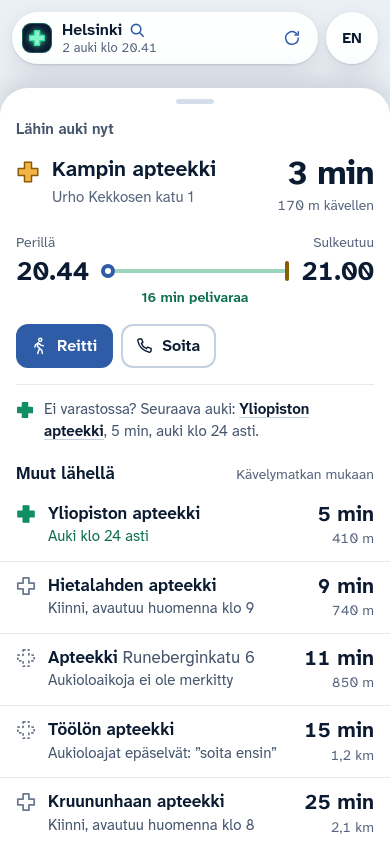 Helsinki
2 auki klo 20.41
EN
Lähin auki nyt
Kampin apteekki
3 min
Urho Kekkosen katu 1
170 m kävellen
Perillä
Sulkeutuu
20.44
21.00
16 min pelivaraa
Reitti
Soita
Ei varastossa? Seuraava auki: Yliopiston
apteekki, 5 min, auki klo 24 asti.
Muut lähellä
Kävelymatkan mukaan
Yliopiston apteekki
5 min
Auki klo 24 asti
410 m
Hietalahden apteekki
9 min
Kiinni, avautuu huomenna klo 9
740 m
Apteekki Runeberginkatu 6
11 min
Aukioloaikoja ei ole merkitty
850 m
Töölön apteekki
15 min
Aukioloajat epäselvät: ”soita ensin”
1,2 km
Kruununhaan apteekki
25 min
Kiinni, avautuu huomenna klo 8
2,1 km